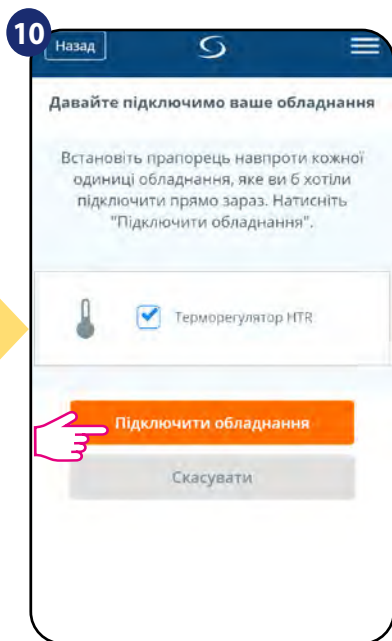 10
Назад
Давайте підключимо ваше обладнання
Встановіть прапорець навпроти кожної
одиниці обладнання, яке ви б хотіли
підключити прямо зараз. Натисніть
"Підключити обладнання".
Терморегулятор HTR
Підключити обладнання
Скасувати